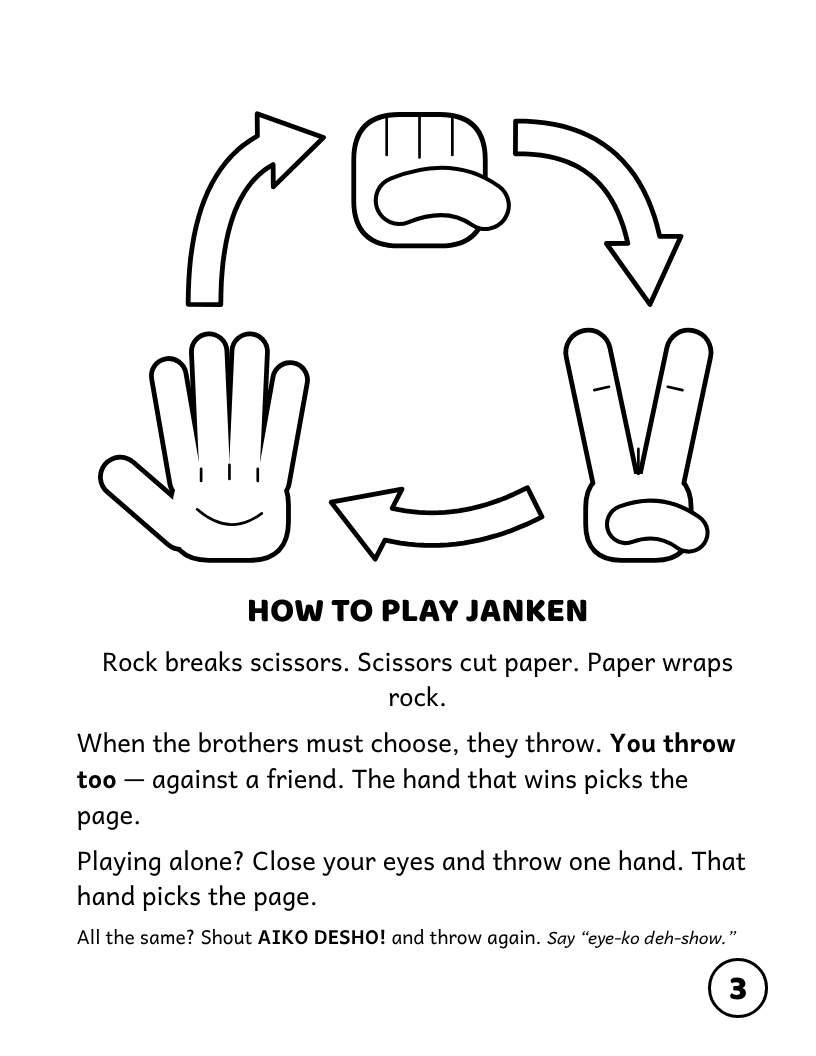 HOW TO PLAY JANKEN
Rock breaks scissors. Scissors cut paper. Paper wraps
rock.
When the brothers must choose, they throw. You throw
too — against a friend. The hand that wins picks the
page.
Playing alone? Close your eyes and throw one hand. That
hand picks the page.
All the same? Shout AIKO DESHO! and throw again. Say “eye-ko deh-show.”
3